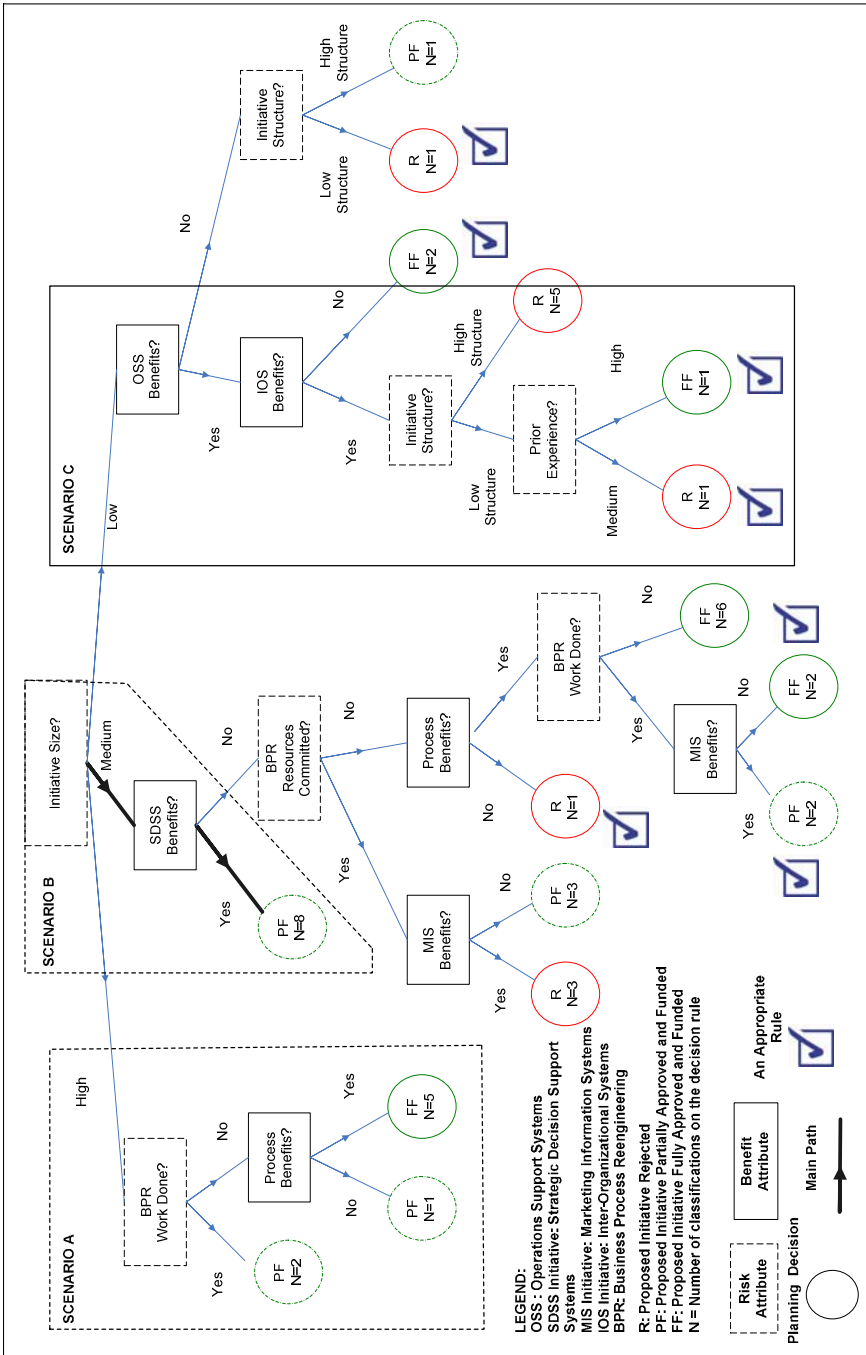 SCENARIO A
SCENARIO B
SCENARIO C
Initiative Size?
High
Medium
Low
BPR
Work Done?
Yes
No
PF
N=2
Process
Benefits?
No
Yes
PF
N=1
FF
N=5
SDSS
Benefits?
Yes
No
PF
N=8
BPR
Resources
Committed?
Yes
No
MIS
Benefits?
Yes
No
R
N=3
PF
N=3
Process
Benefits?
No
Yes
R
N=1
BPR
Work Done?
Yes
No
MIS
Benefits?
FF
N=6
Yes
No
PF
N=2
FF
N=2
OSS
Benefits?
Yes
No
IOS
Benefits?
Yes
No
FF
N=2
Initiative
Structure?
Low
Structure
High
Structure
R
N=5
Prior
Experience?
Medium
High
R
N=1
FF
N=1
Initiative
Structure?
Low
Structure
High
Structure
R
N=1
PF
N=1
LEGEND:
OSS : Operations Support Systems
SDSS Initiative: Strategic Decision Support
Systems
MIS Initiative: Marketing Information Systems
IOS Initiative: Inter-Organizational Systems
BPR: Business Process Reengineering
R: Proposed Initiative Rejected
PF: Proposed Initiative Partially Approved and Funded
FF: Proposed Initiative Fully Approved and Funded
N = Number of classifications on the decision rule
Risk
Attribute
Benefit
Attribute
An Appropriate
Rule
Planning Decision
Main Path